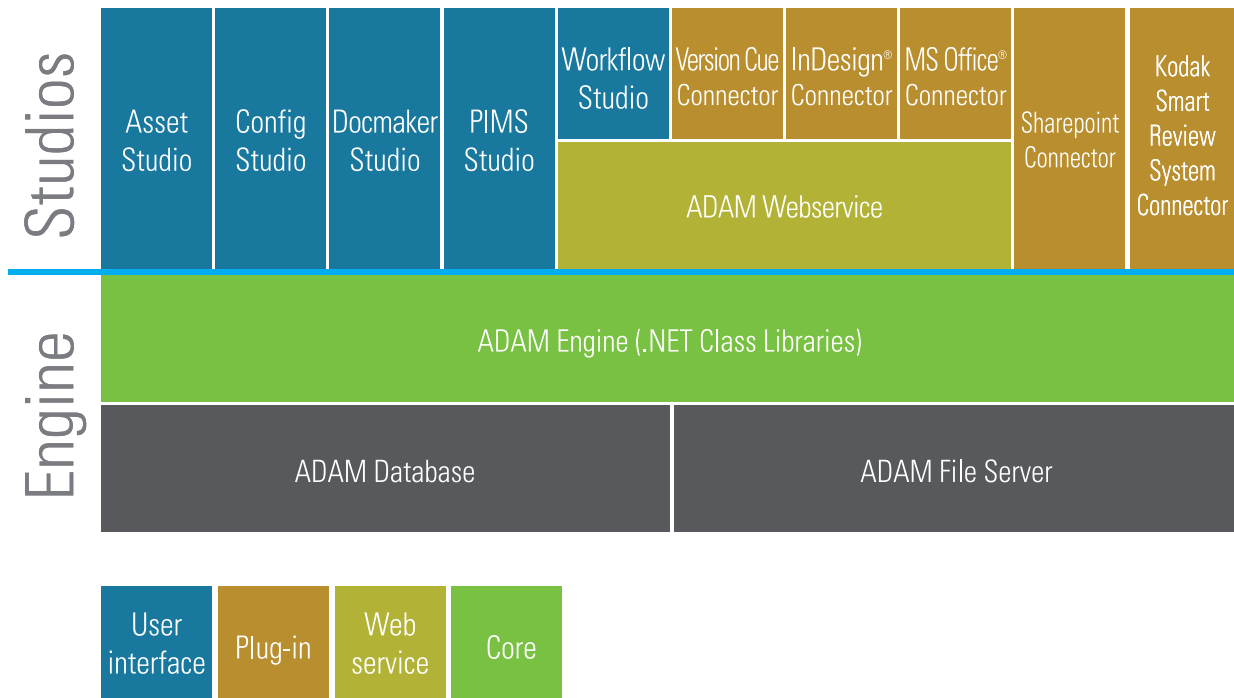 Studios
Asset
Studio
Config
Studio
Docmaker
Studio
PIMS
Studio
Workflow
Studio
Version Cue
Connector
InDesign®
Connector
MS Office®
Connector
Sharepoint
Connector
Kodak
Smart
Review
System
Connector
ADAM Webservice
Engine
ADAM Engine (.NET Class Libraries)
ADAM Database
ADAM File Server
User
interface
Plug-in
Web
service
Core